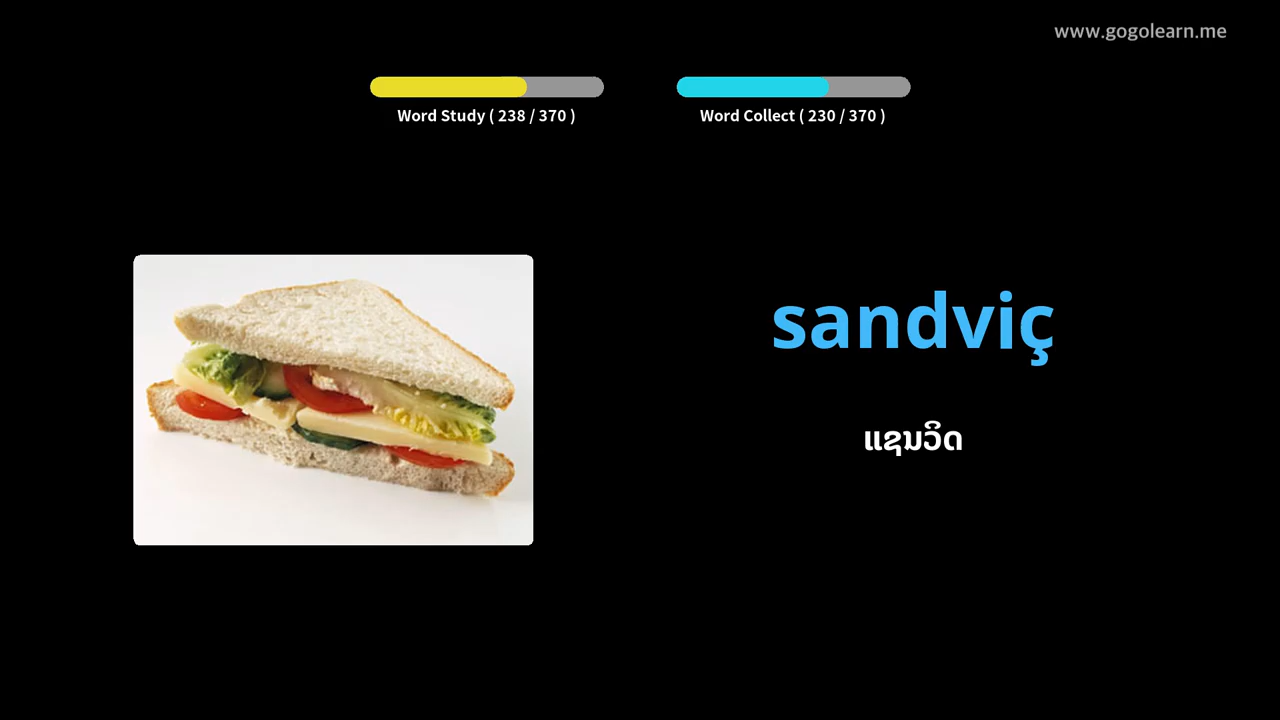 www.gogolearn.me
Word Study ( 238 / 370 )
Word Collect ( 230 / 370 )
sandviç
ແຊນວິດ